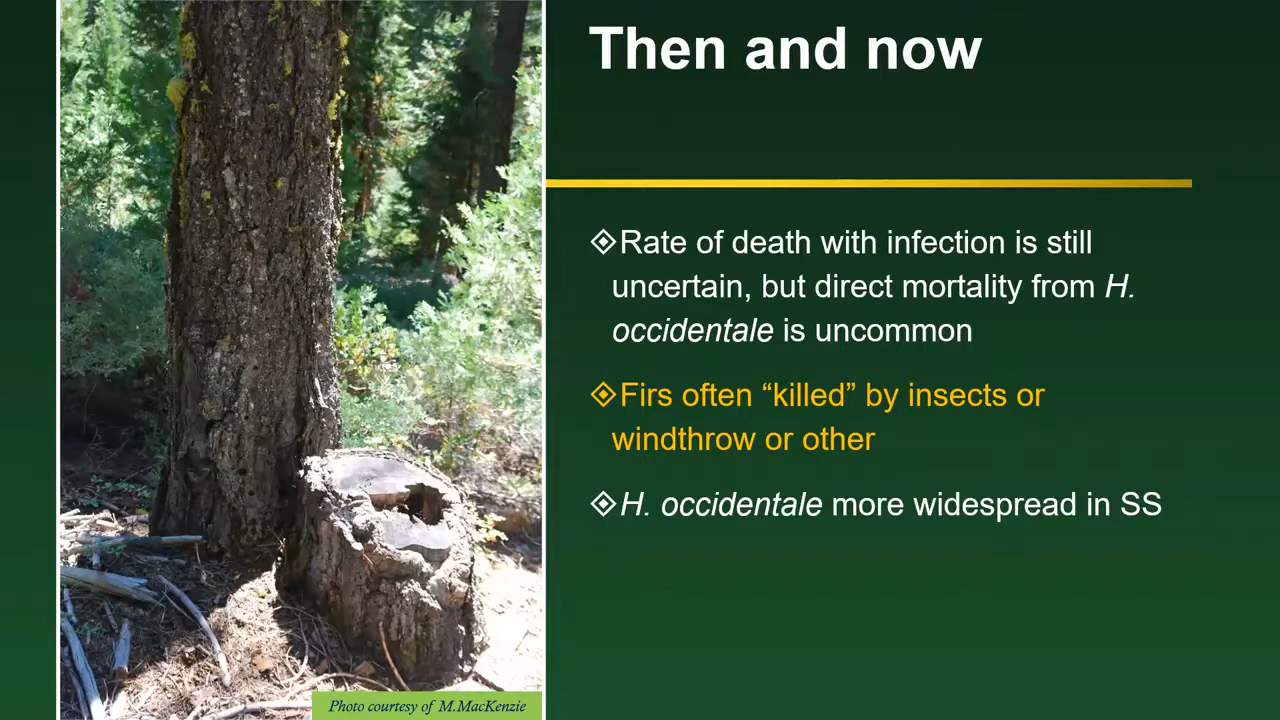 Then and now
Rate of death with infection is still
uncertain, but direct mortality from H.
occidentale is uncommon
Firs often “killed” by insects or
windthrow or other
H. occidentale more widespread in SS
Photo courtesy of M.MacKenzie